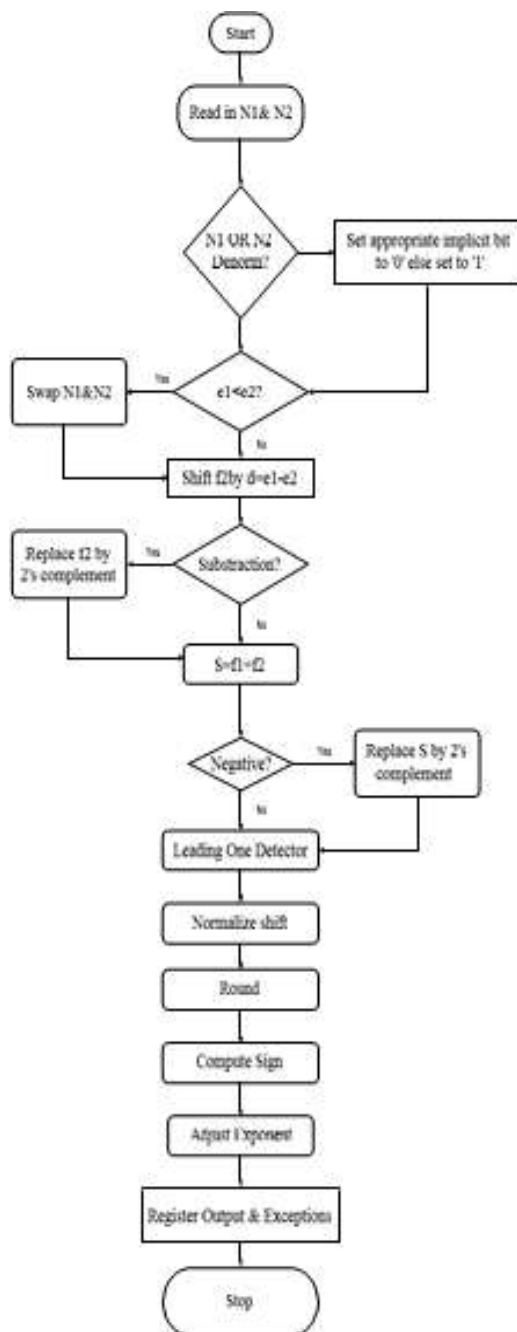 Start
Read in N1& N2
N1 OR N2
Denorm?
Set appropriate implicit bit
to '0' else set to '1'
Yes
Swap N1&N2
e1<e2?
No
Shift f2by d=e1-e2
Replace f2 by
2's complement
Yes
Substraction?
No
S=f1+f2
Negative?
Yes
Replace S by 2's
complement
No
Leading One Detector
Normalize shift
Round
Compute Sign
Adjust Exponent
Register Output & Exceptions
Stop